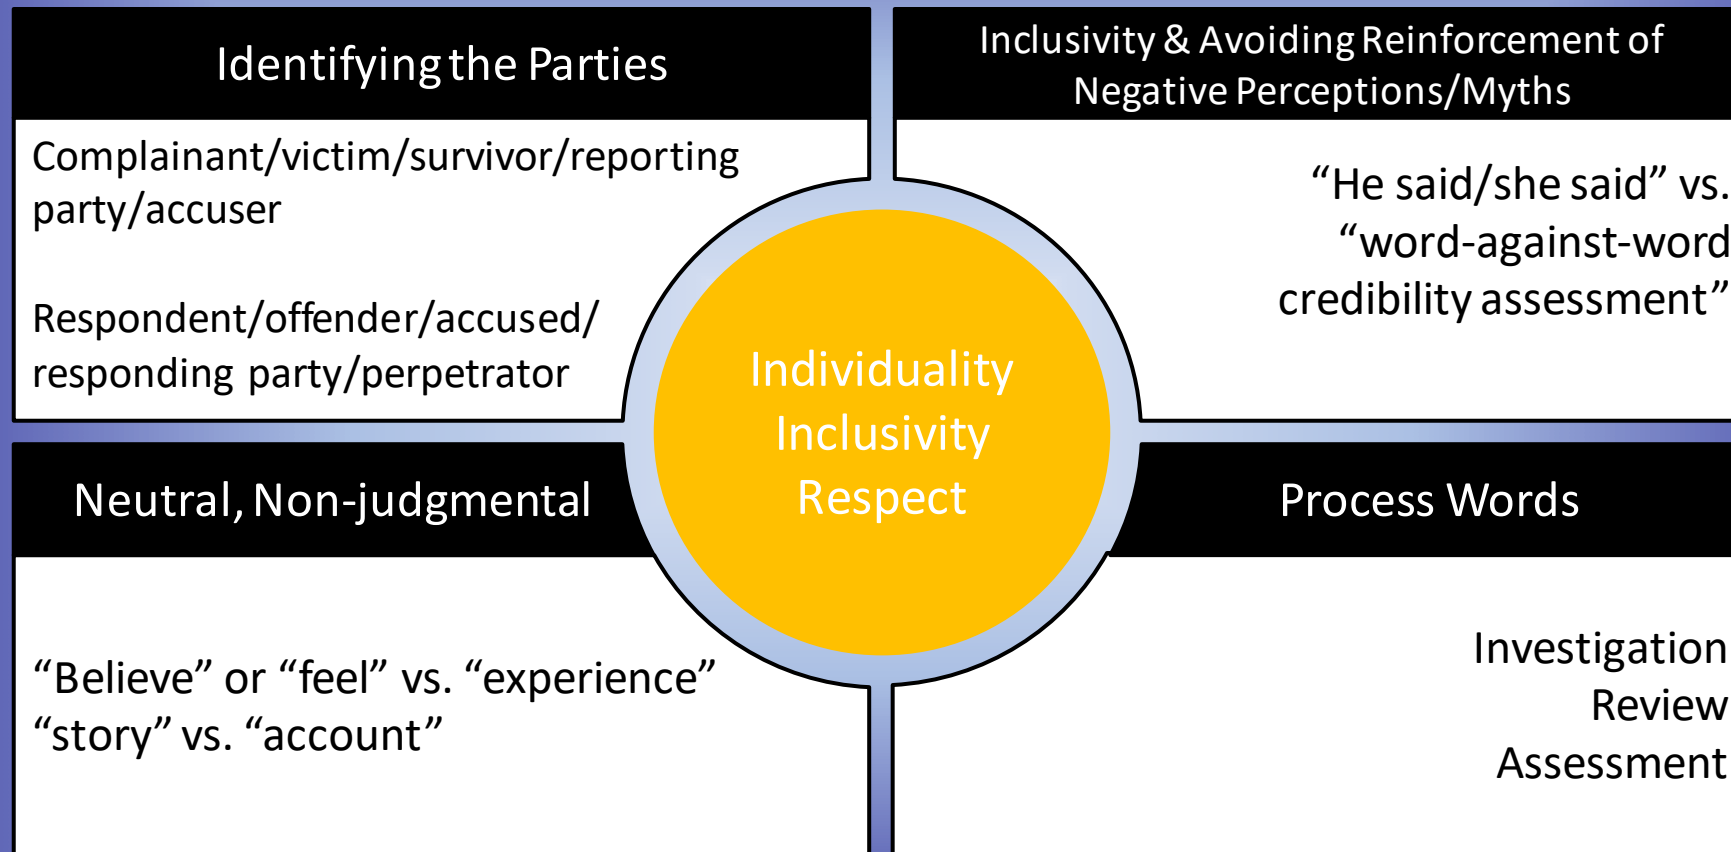 Identifying the Parties
Complainant/victim/survivor/reporting
party/accuser
Respondent/offender/accused/
responding party/perpetrator
Inclusivity & Avoiding Reinforcement of
Negative Perceptions/Myths
“He said/she said” vs.
“word-against-word
credibility assessment”
Individuality
Inclusivity
Respect
Neutral, Non-judgmental
“Believe” or “feel” vs. “experience”
“story” vs. “account”
Process Words
Investigation
Review
Assessment